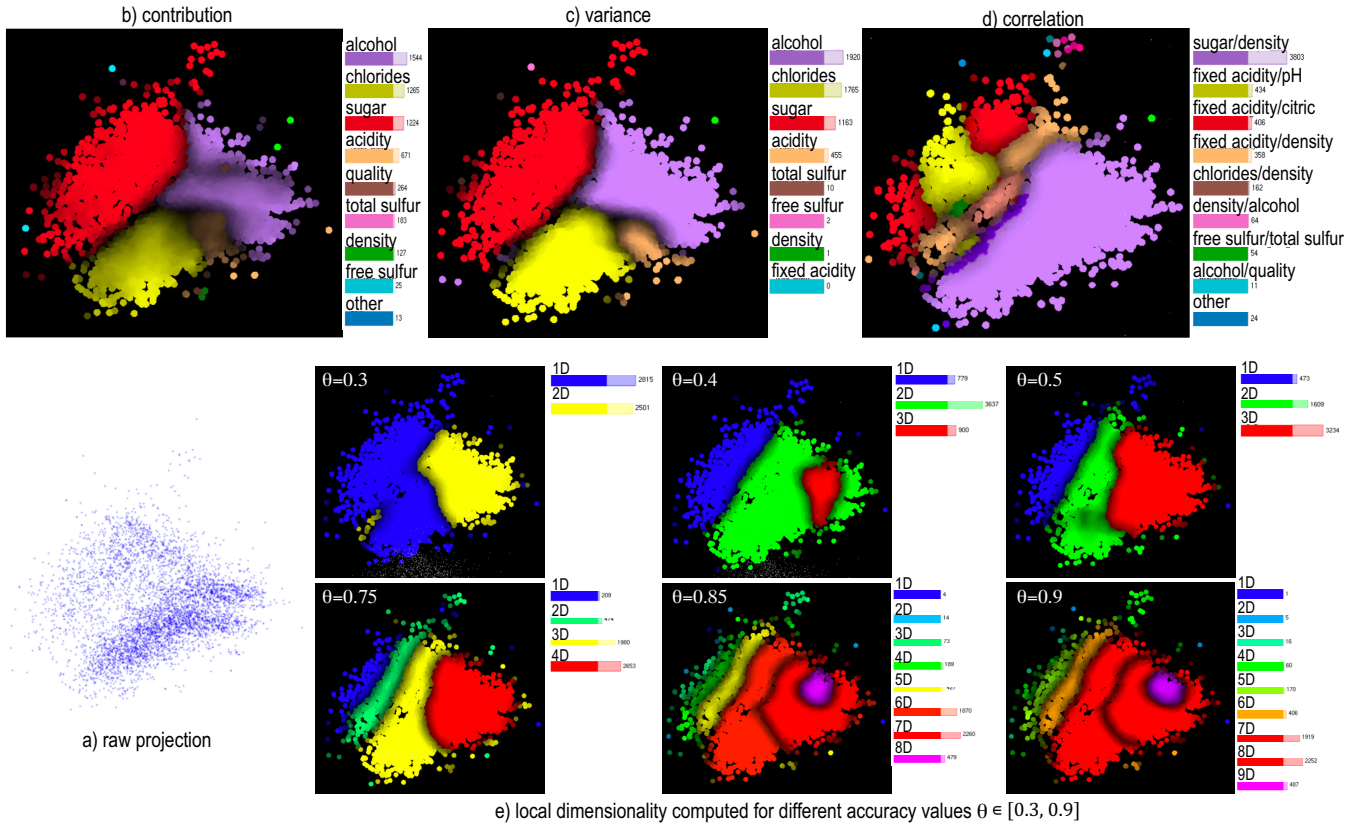 b) contribution
alcohol
1544
chlorides
1265
sugar
1224
acidity
671
quality
264
total sulfur
183
density
127
free sulfur
25
other
13
c) variance
alcohol
1920
chlorides
1765
sugar
1163
acidity
455
total sulfur
10
free sulfur
2
density
1
fixed acidity
0
d) correlation
sugar/density
3803
fixed acidity/pH
434
fixed acidity/citric
406
fixed acidity/density
358
chlorides/density
162
density/alcohol
64
free sulfur/total sulfur
54
alcohol/quality
11
other
24
a) raw projection
θ=0.3
1D
2815
2D
2501
θ=0.4
1D
779
2D
3637
3D
900
θ=0.5
1D
473
2D
1609
3D
3234
θ=0.75
1D
209
2D
474
3D
1980
4D
2653
θ=0.85
1D
4
2D
14
3D
73
4D
189
5D
427
6D
1870
7D
2260
8D
479
θ=0.9
1D
1
2D
5
3D
16
4D
60
5D
170
6D
406
7D
1919
8D
2252
9D
487
e) local dimensionality computed for different accuracy values θ ∈ [0.3, 0.9]